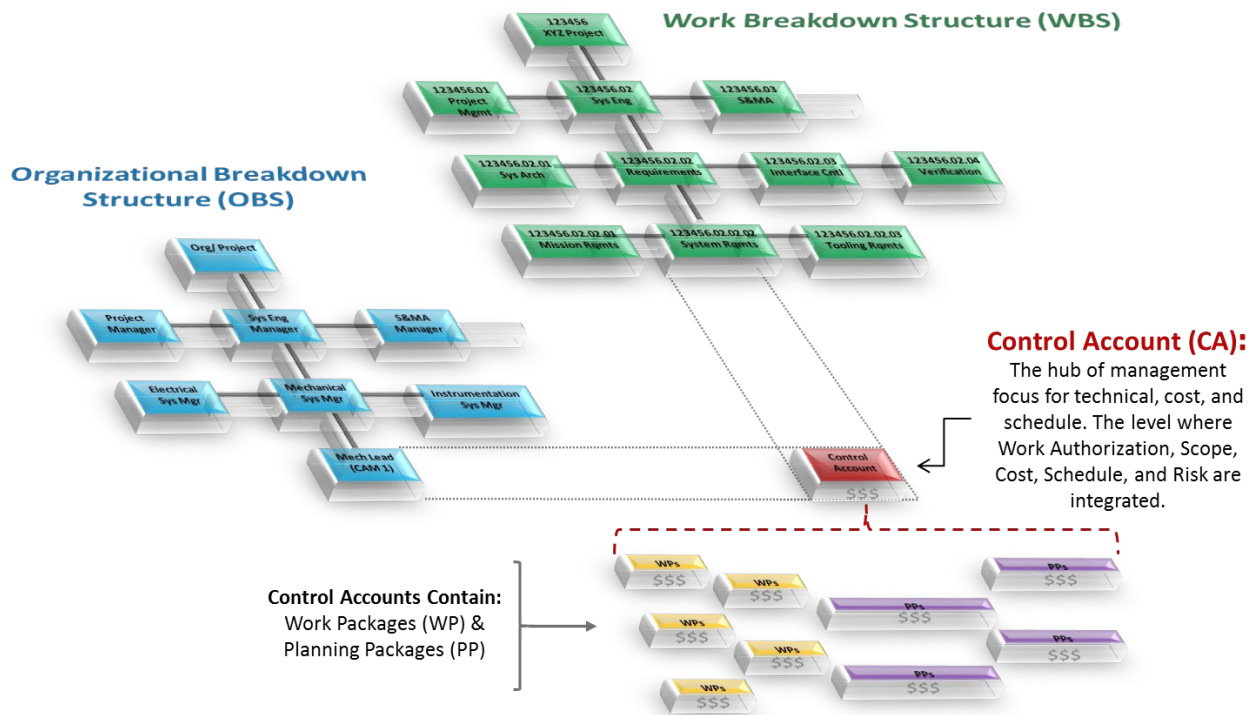 Work Breakdown Structure (WBS)
123456
XYZ Project
123456.01
Project
Mgmt
123456.02
Sys Eng
123456.03
S&MA
123456.02.01
Sys Arch
123456.02.02
Requirements
123456.02.03
Interface Cntl
123456.02.04
Verification
123456.02.02.01
Mission Rqmts
123456.02.02.02
System Rqmts
123456.02.02.03
Tooling Rqmts
Organizational Breakdown
Structure (OBS)
Org/ Project
Project
Manager
Sys Eng
Manager
S&MA
Manager
Electrical
Sys Mgr
Mechanical
Sys Mgr
Instrumentation
Sys Mgr
Mech Lead
(CAM 1)
Control
Account
$$$
Control Account (CA):
The hub of management
focus for technical, cost, and
schedule. The level where
Work Authorization, Scope,
Cost, Schedule, and Risk are
integrated.
Control Accounts Contain:
Work Packages (WP) &
Planning Packages (PP)
WPs
$$$
WPs
$$$
WPs
$$$
WPs
$$$
WPs
$$$
PPs
$$$
PPs
$$$
PPs
$$$
PPs
$$$